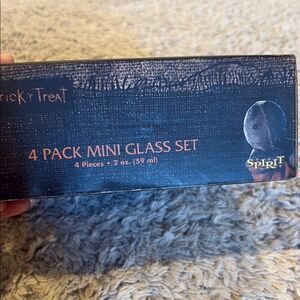 rick 'r Treat
4 PACK MINI GLASS SET
4 Pieces • 2 oz. (59 ml)
SPIRIT